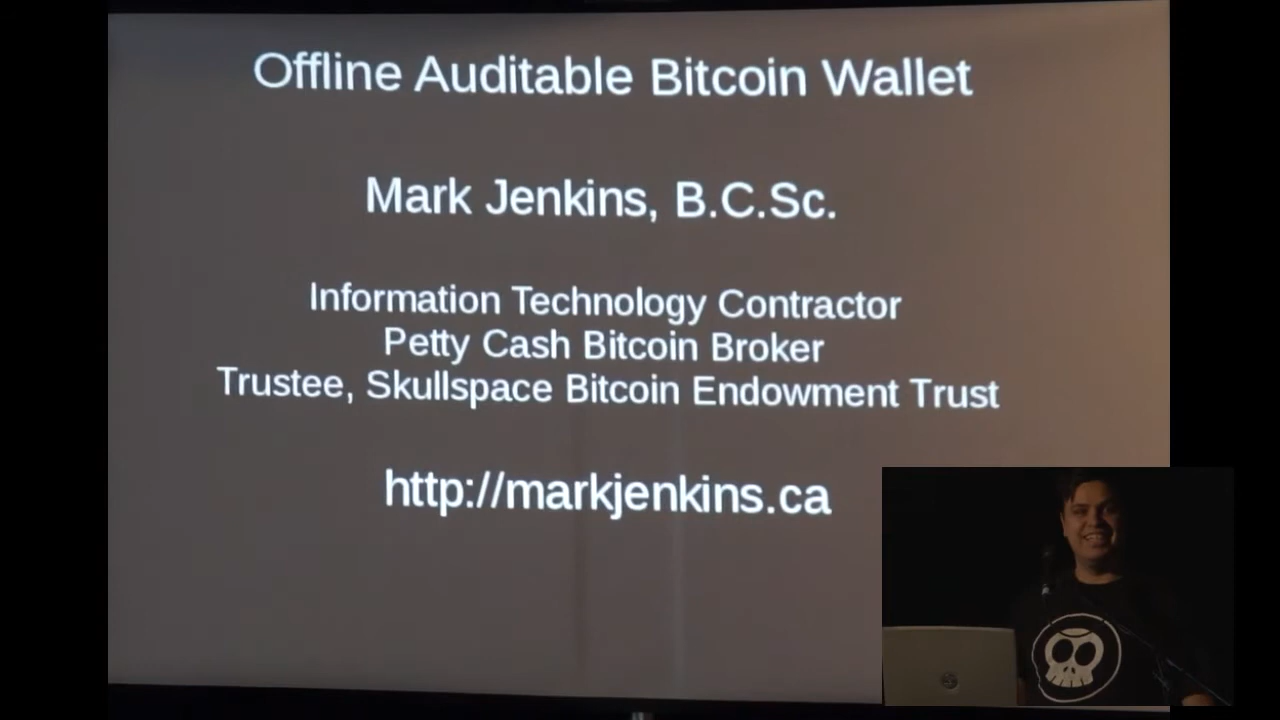 Offline Auditable Bitcoin Wallet
Mark Jenkins, B.C.Sc.
Information Technology Contractor
Petty Cash Bitcoin Broker
Trustee, Skullspace Bitcoin Endowment Trust
http://markjenkins.ca